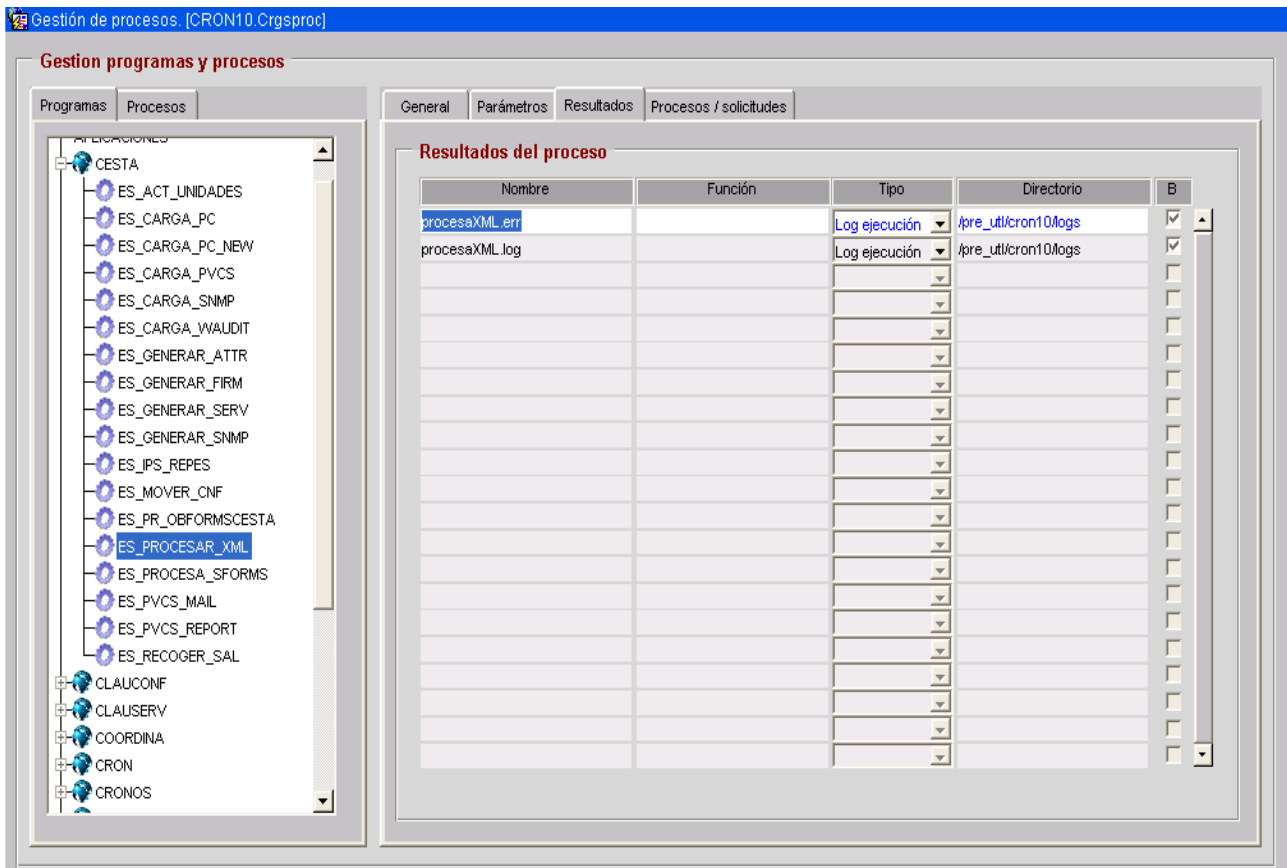 Gestión de procesos. [CRON10.Crgsproc]
Gestion programas y procesos
Programas Procesos
APLICACIONES
CESTA
ES_ACT_UNIDADES
ES_CARGA_PC
ES_CARGA_PC_NEW
ES_CARGA_PVCS
ES_CARGA_SNMP
ES_CARGA_WAUDIT
ES_GENERAR_ATTR
ES_GENERAR_FIRM
ES_GENERAR_SERV
ES_GENERAR_SNMP
ES_IPS_REPES
ES_MOVER_CNF
ES_PR_OBFORMSCESTA
ES_PROCESAR_XML
ES_PROCESA_SFORMS
ES_PVCS_MAIL
ES_PVCS_REPORT
ES_RECOGER_SAL
CLAUCONF
CLAUSERV
COORDINA
CRON
CRONOS
General Parámetros Resultados Procesos / solicitudes
Resultados del proceso
Nombre Función Tipo Directorio B
procesaXML.err Log ejecución /pre_utl/cron10/logs
procesaXML.log Log ejecución /pre_utl/cron10/logs